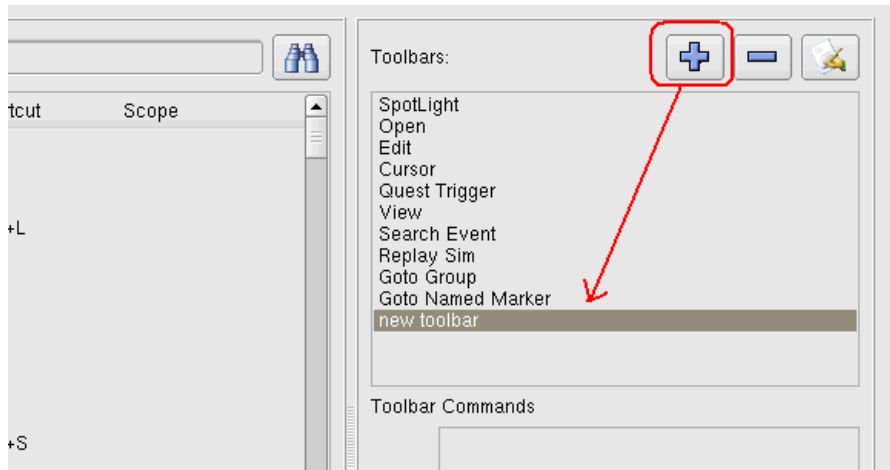 Toolbars:
tcut Scope
SpotLight
Open
Edit
Cursor
Quest Trigger
View
+L
Search Event
Replay Sim
Goto Group
Goto Named Marker
new toolbar
Toolbar Commands
+S